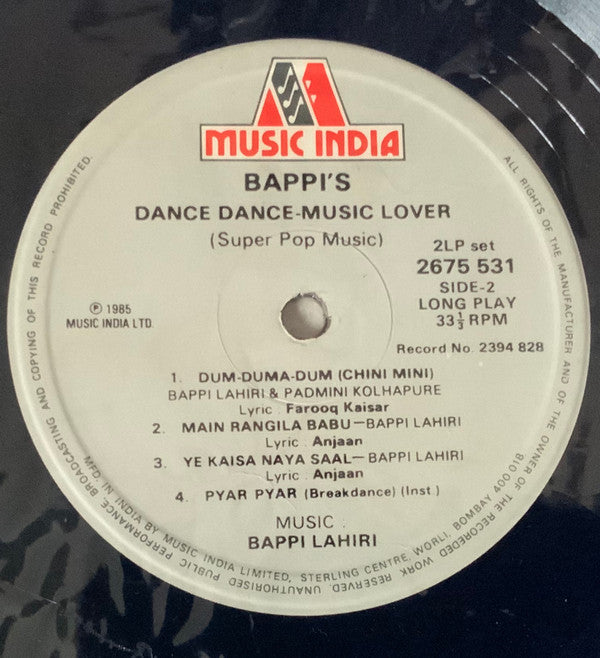 MUSIC INDIA
BAPPI'S
DANCE DANCE-MUSIC LOVER
(Super Pop Music)
2LP set
2675 531
SIDE-2
LONG PLAY
33⅓ RPM
℗ 1985
MUSIC INDIA LTD.
Record No. 2394 828
1. DUM-DUMA-DUM (CHINI MINI)
BAPPI LAHIRI & PADMINI KOLHAPURE
Lyric : Farooq Kaisar
2. MAIN RANGILA BABU—BAPPI LAHIRI
Lyric : Anjaan
3. YE KAISA NAYA SAAL—BAPPI LAHIRI
Lyric : Anjaan
4. PYAR PYAR (Breakdance) (Inst.)
MUSIC :
BAPPI LAHIRI
ALL RIGHTS OF THE MANUFACTURER AND OF THE OWNER OF THE RECORDED WORK RESERVED. UNAUTHORISED PUBLIC PERFORMANCE, BROADCASTING AND COPYING OF THIS RECORD PROHIBITED.
MFD. IN INDIA BY MUSIC INDIA LIMITED, STERLING CENTRE, WORLI, BOMBAY 400 018